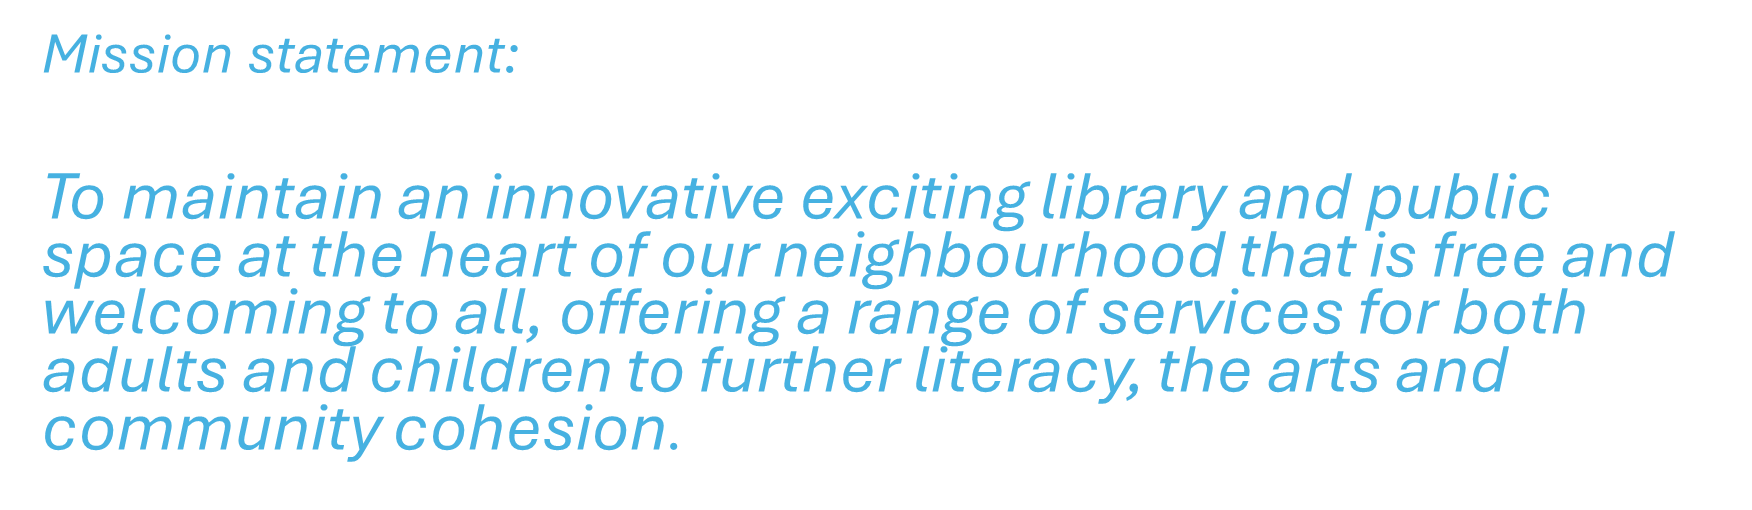 Mission statement:
To maintain an innovative exciting library and public
space at the heart of our neighbourhood that is free and
welcoming to all, offering a range of services for both
adults and children to further literacy, the arts and
community cohesion.